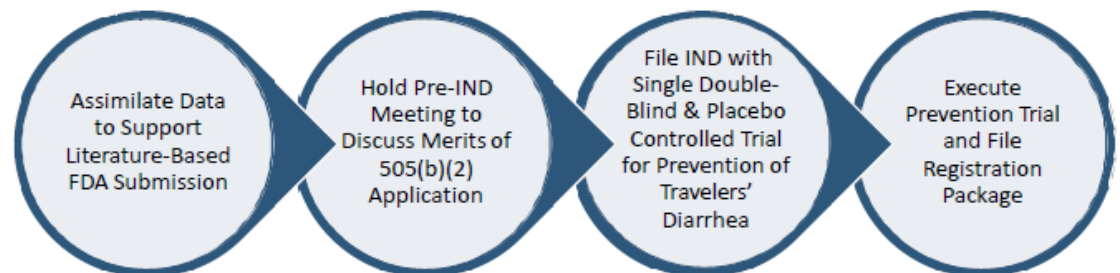 Assimilate Data
to Support
Literature-Based
FDA Submission
Hold Pre-IND
Meeting to
Discuss Merits of
505(b)(2)
Application
File IND with
Single Double-
Blind & Placebo
Controlled Trial
for Prevention of
Travelers’
Diarrhea
Execute
Prevention Trial
and File
Registration
Package